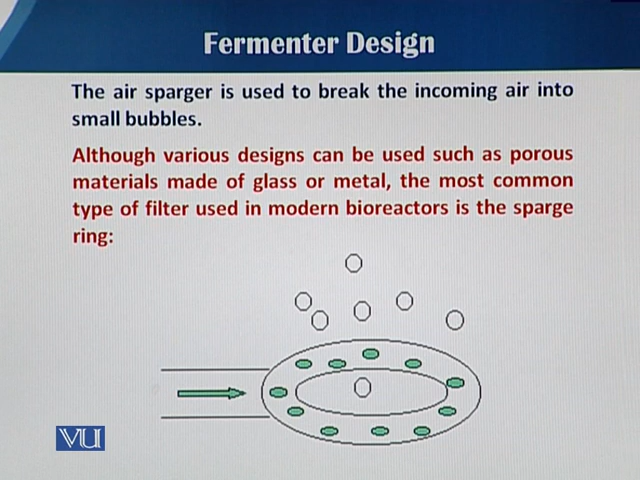 Fermenter Design
The air sparger is used to break the incoming air into
small bubbles.
Although various designs can be used such as porous
materials made of glass or metal, the most common
type of filter used in modern bioreactors is the sparge
ring:
VU